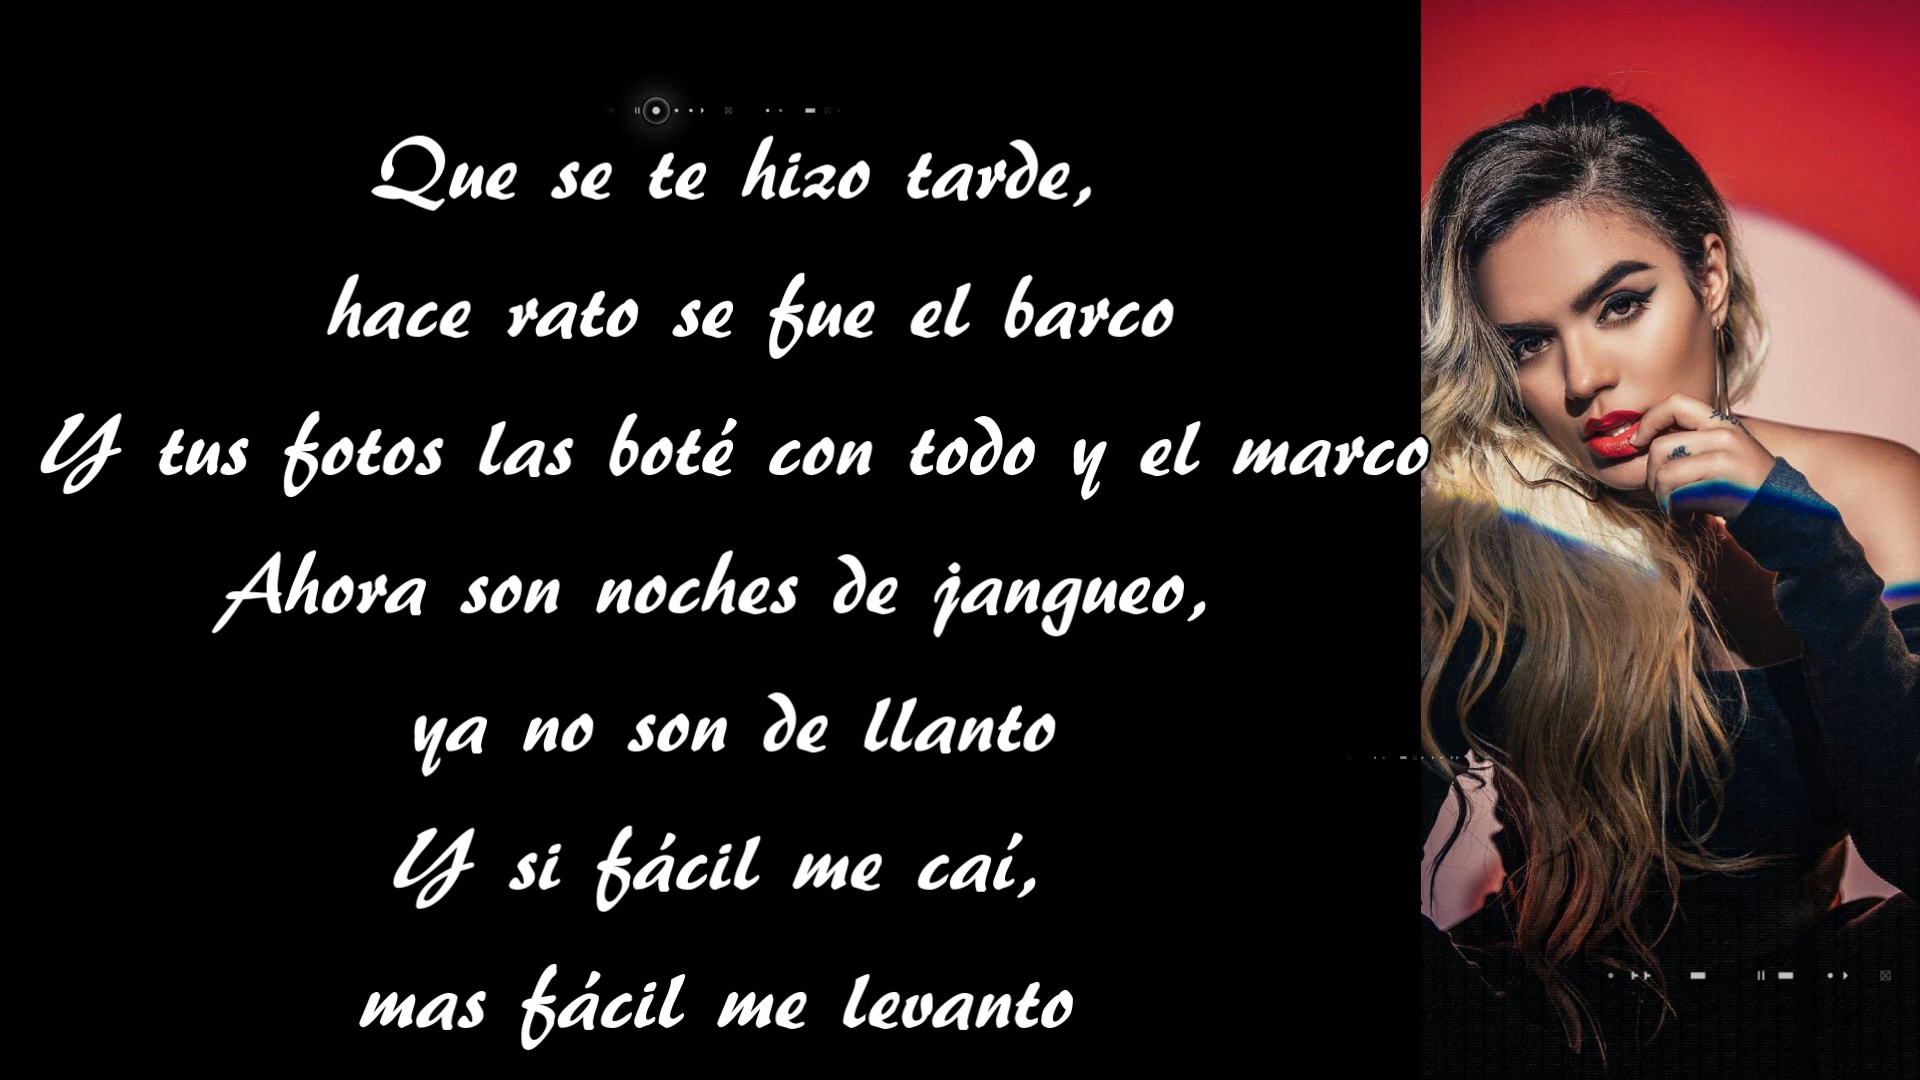 Que se te hizo tarde,
hace rato se fue el barco
Y tus fotos las boté con todo y el marco
Ahora son noches de jangueo,
ya no son de llanto
Y si fácil me caí,
mas fácil me levanto